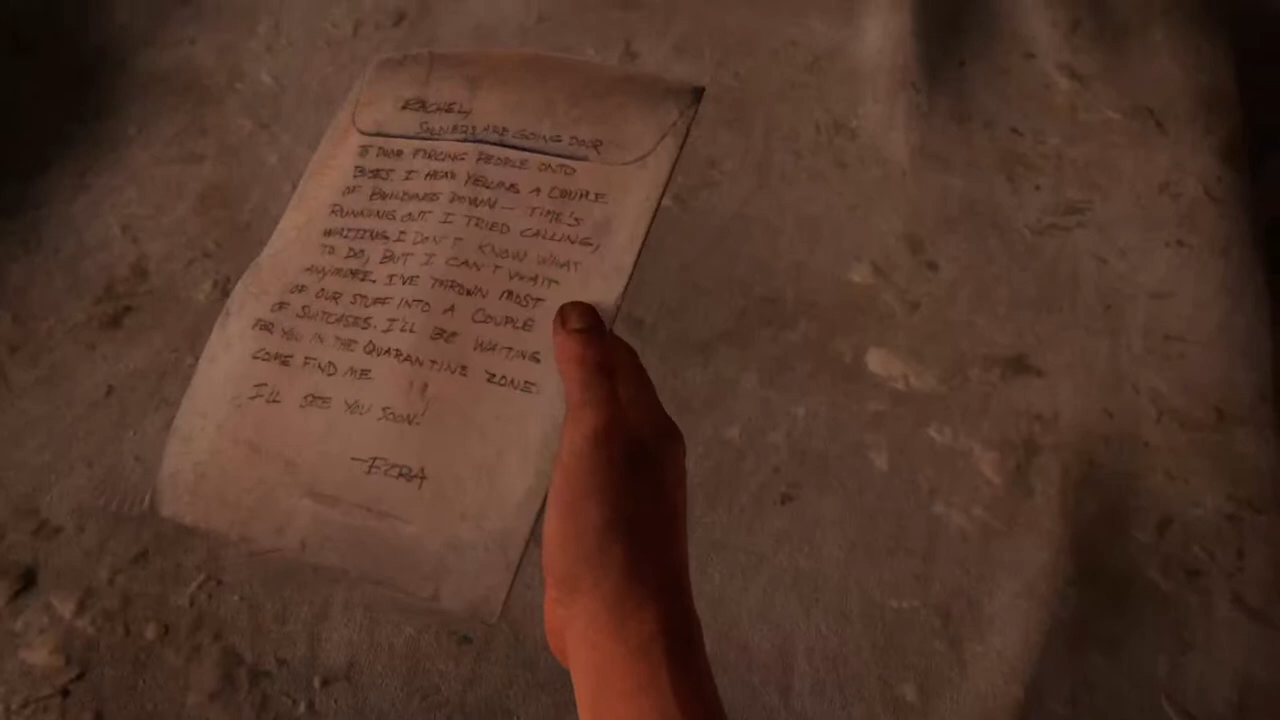 RACHEL,
SOLDIERS ARE GOING DOOR
TO DOOR FORCING PEOPLE ONTO
BUSES. I HEAR YELLING A COUPLE
OF BUILDINGS DOWN — TIME'S
RUNNING OUT. I TRIED CALLING,
WAITING, I DON'T KNOW WHAT
TO DO, BUT I CAN'T WAIT
ANYMORE. I'VE THROWN MOST
OF OUR STUFF INTO A COUPLE
OF SUITCASES. I'LL BE WAITING
FOR YOU IN THE QUARANTINE ZONE.
COME FIND ME.
I'LL SEE YOU SOON!
—EZRA